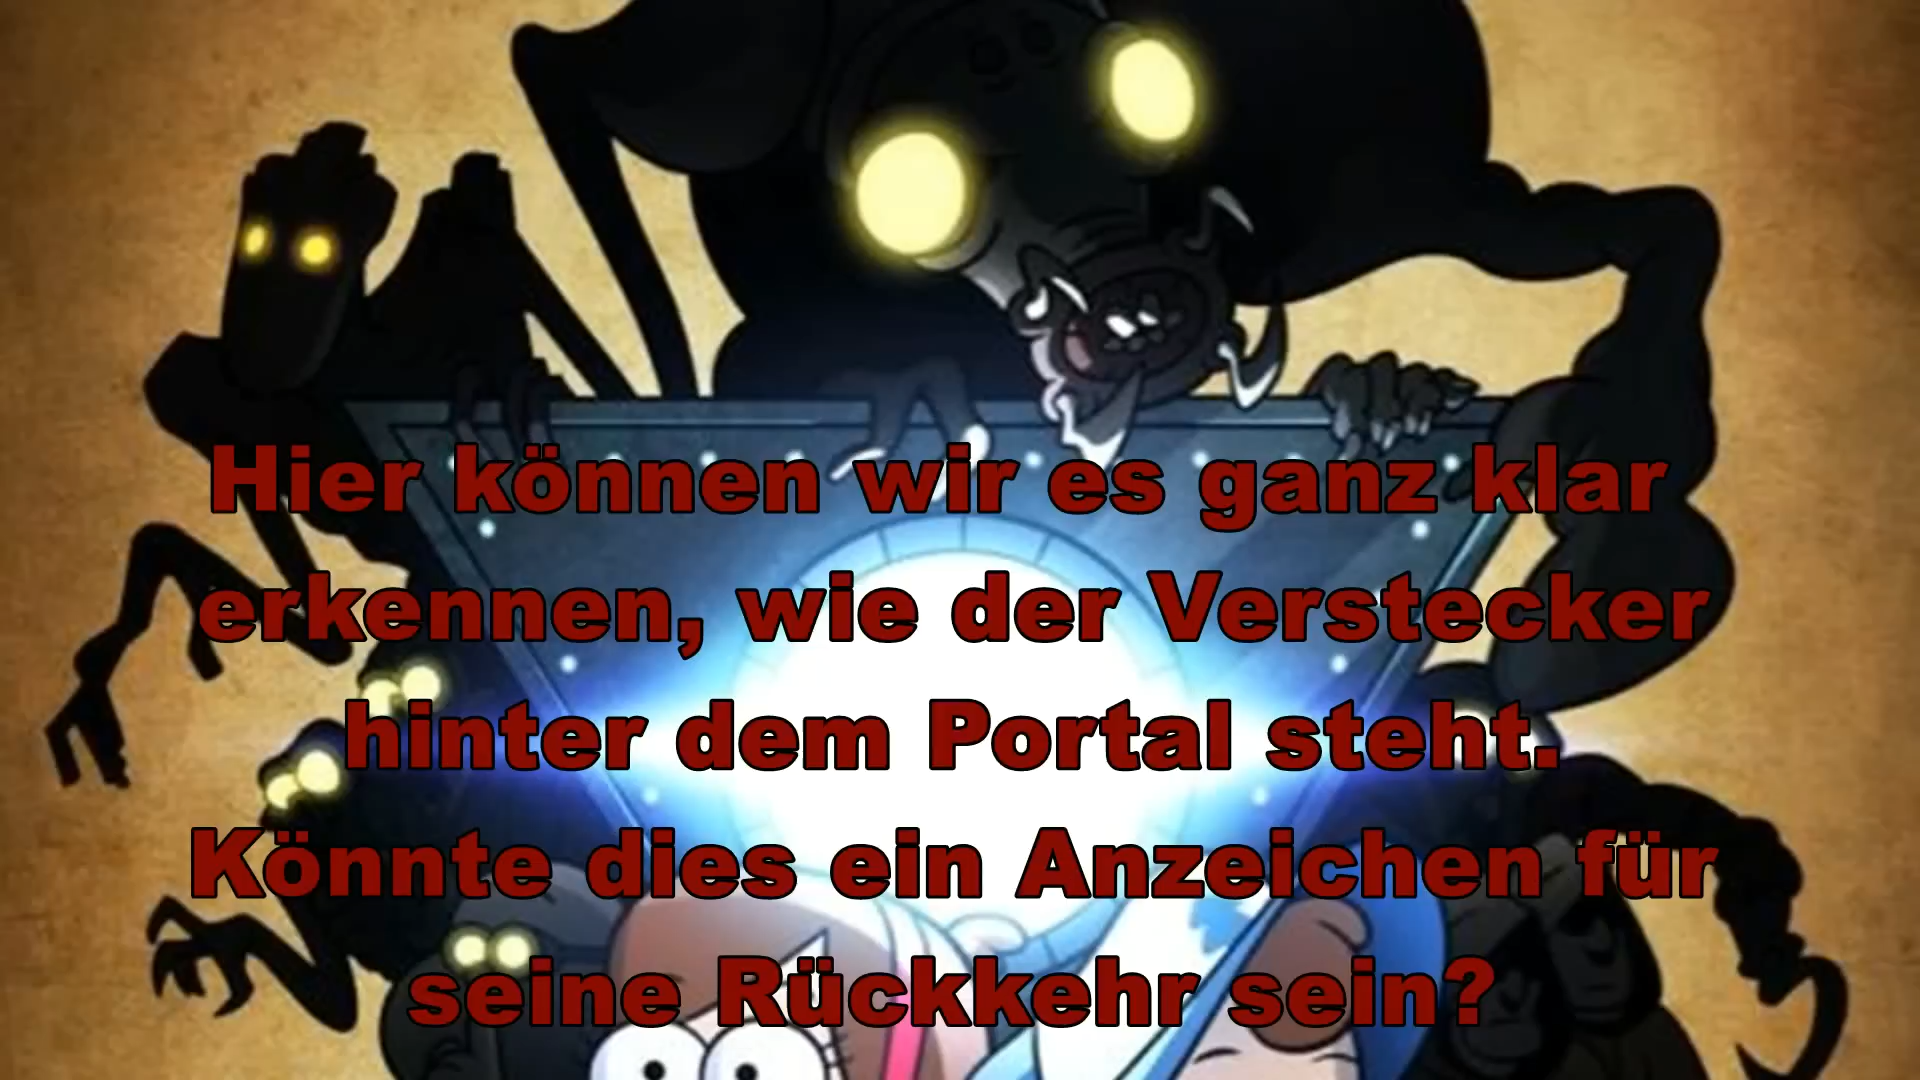 Hier können wir es ganz klar
erkennen, wie der Verstecker
hinter dem Portal steht.
Könnte dies ein Anzeichen für
seine Rückkehr sein?